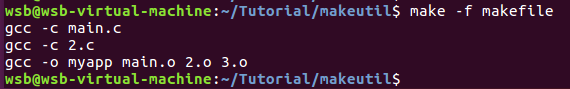 wsb@wsb-virtual-machine:~/Tutorial/makeutil$ make -f makefile
gcc -c main.c
gcc -c 2.c
gcc -o myapp main.o 2.o 3.o
wsb@wsb-virtual-machine:~/Tutorial/makeutil$